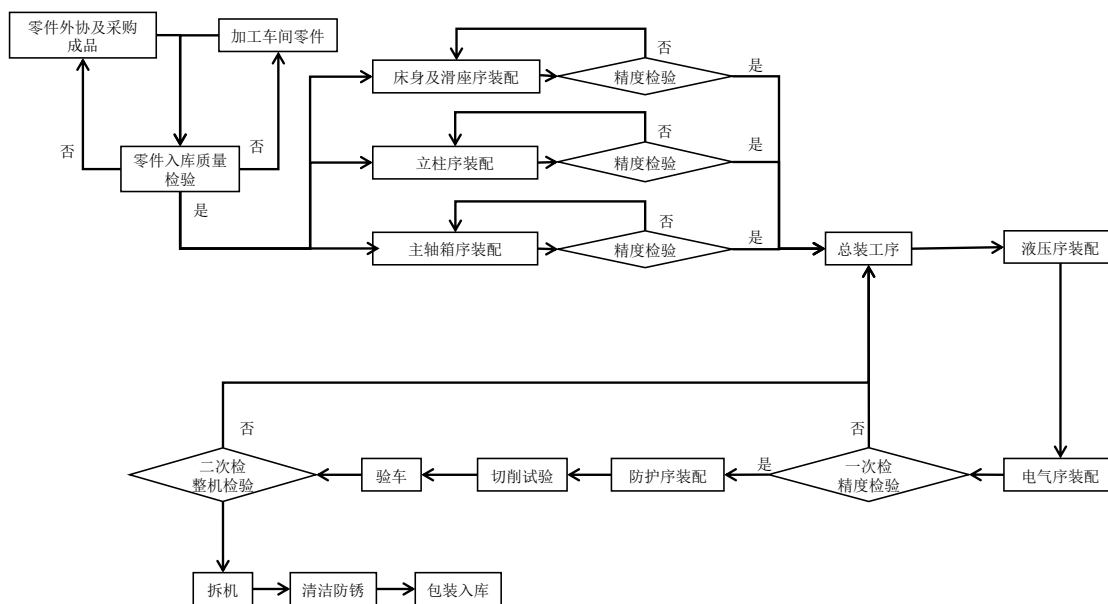 零件外协及采购
成品
加工车间零件
否
是
床身及滑座序装配
精度检验
否
是
立柱序装配
精度检验
否
否
零件入库质量
检验
是
否
是
主轴箱序装配
精度检验
总装工序
液压序装配
否
否
二次检
整机检验
验车
切削试验
防护序装配
是
一次检
精度检验
电气序装配
拆机
清洁防锈
包装入库